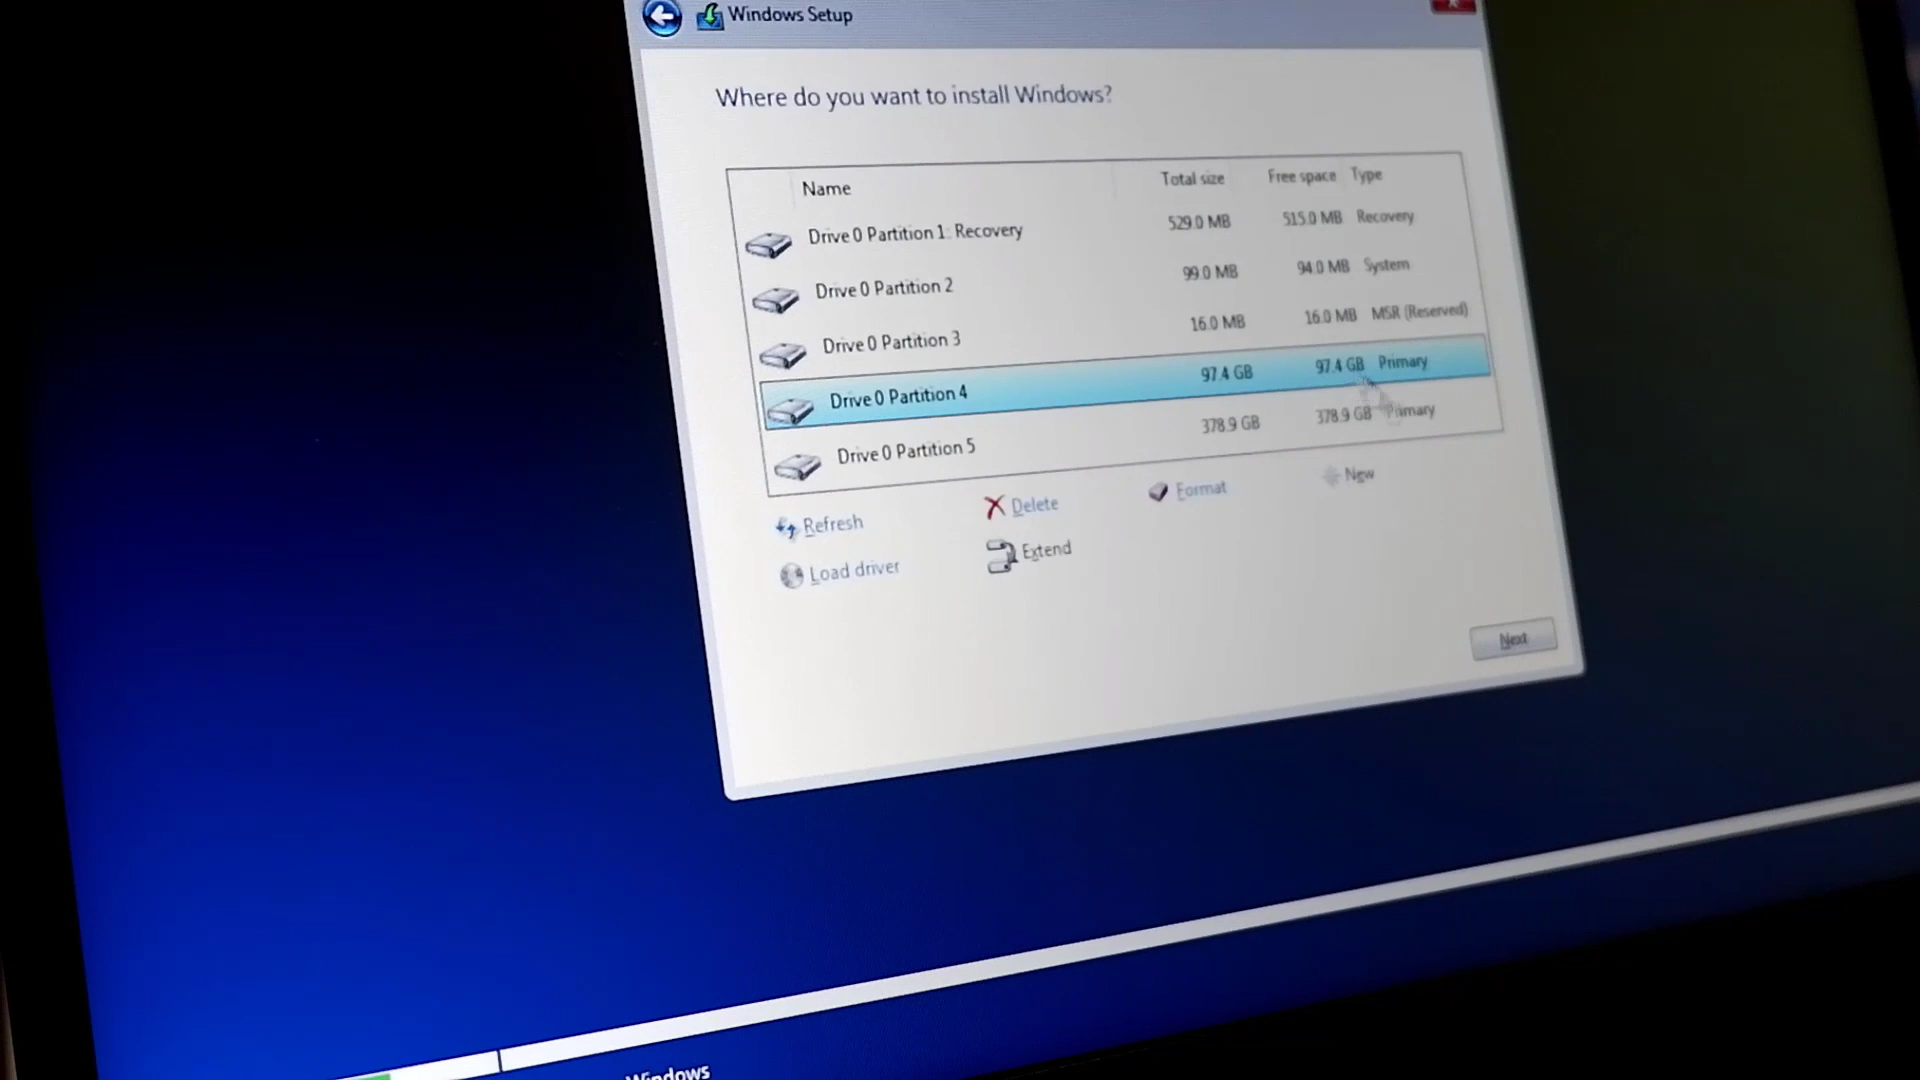 Windows Setup
Where do you want to install Windows?
Name Total size Free space Type
Drive 0 Partition 1: Recovery 529.0 MB 515.0 MB Recovery
Drive 0 Partition 2 99.0 MB 94.0 MB System
Drive 0 Partition 3 16.0 MB 16.0 MB MSR (Reserved)
Drive 0 Partition 4 97.4 GB 97.4 GB Primary
Drive 0 Partition 5 378.9 GB 378.9 GB Primary
Refresh Delete Format New
Load driver Extend
Next
Windows